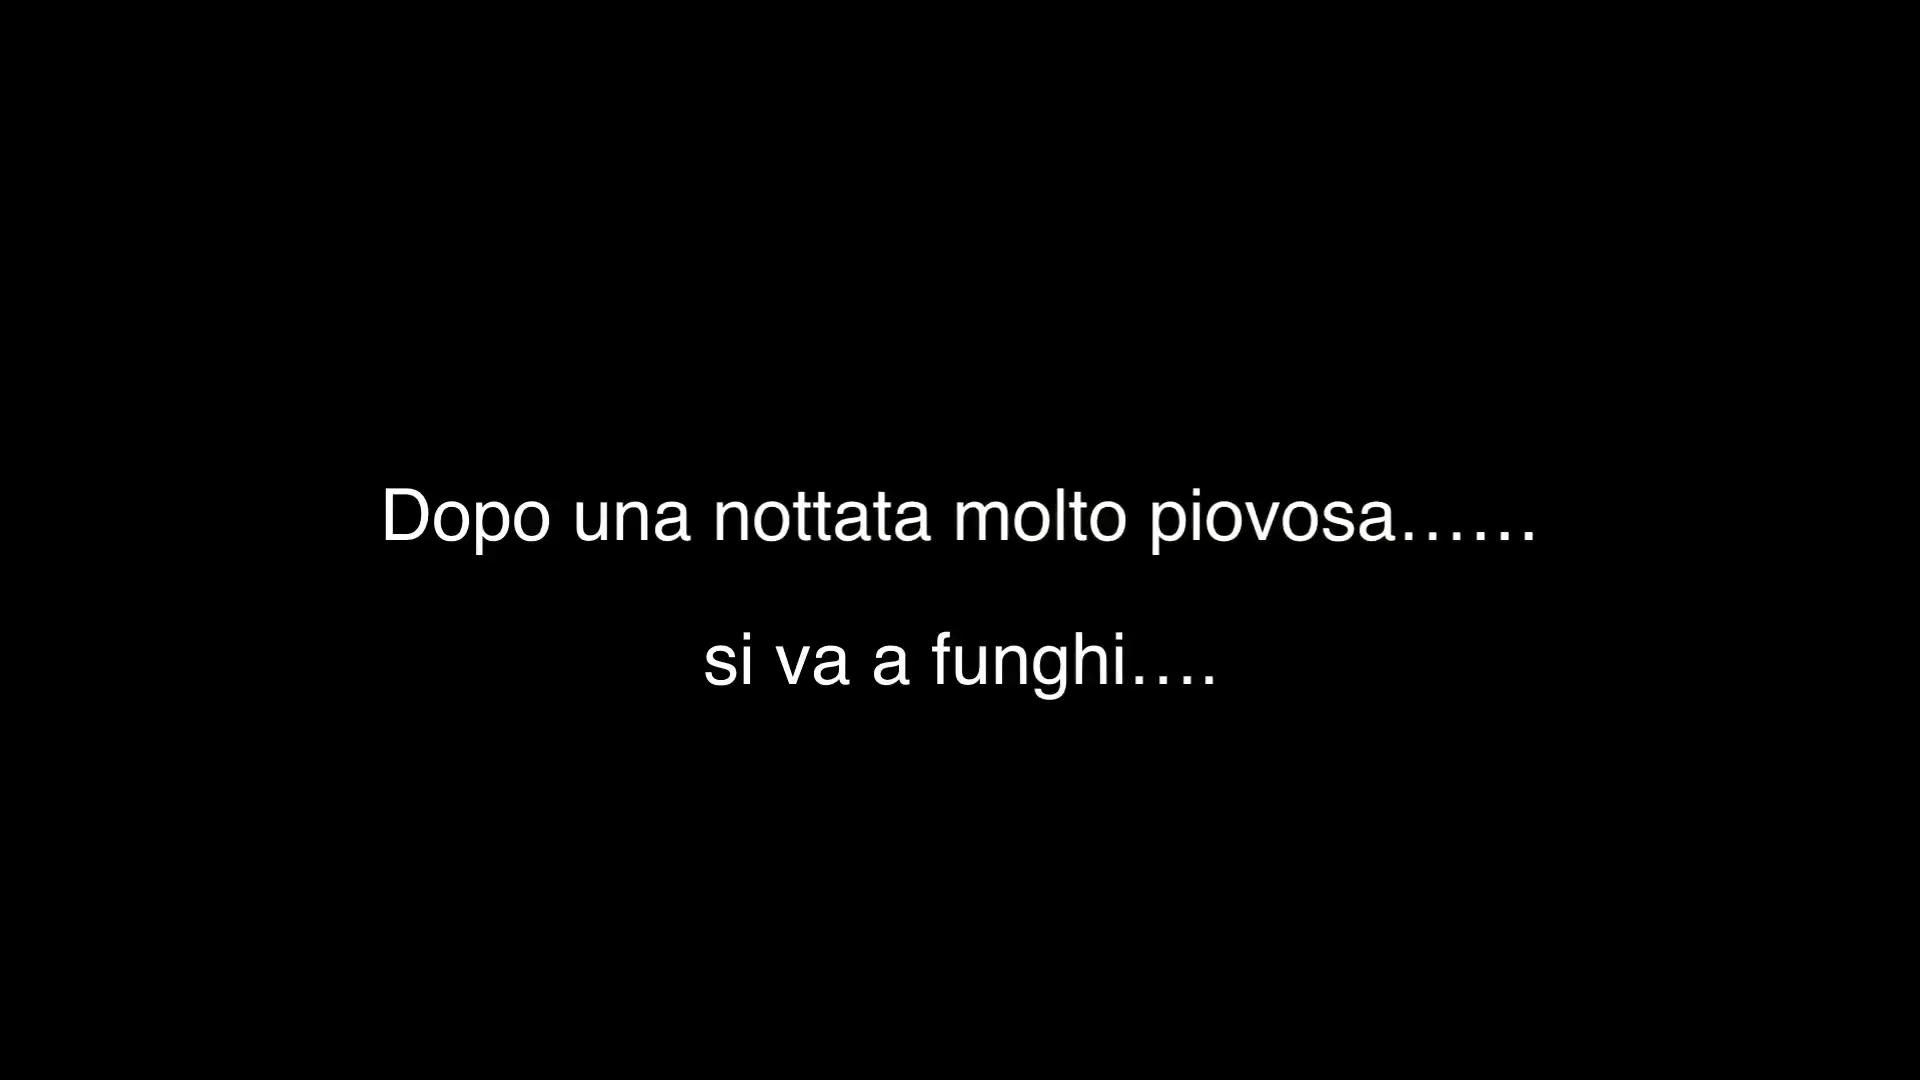 Dopo una nottata molto piovosa……
si va a funghi….